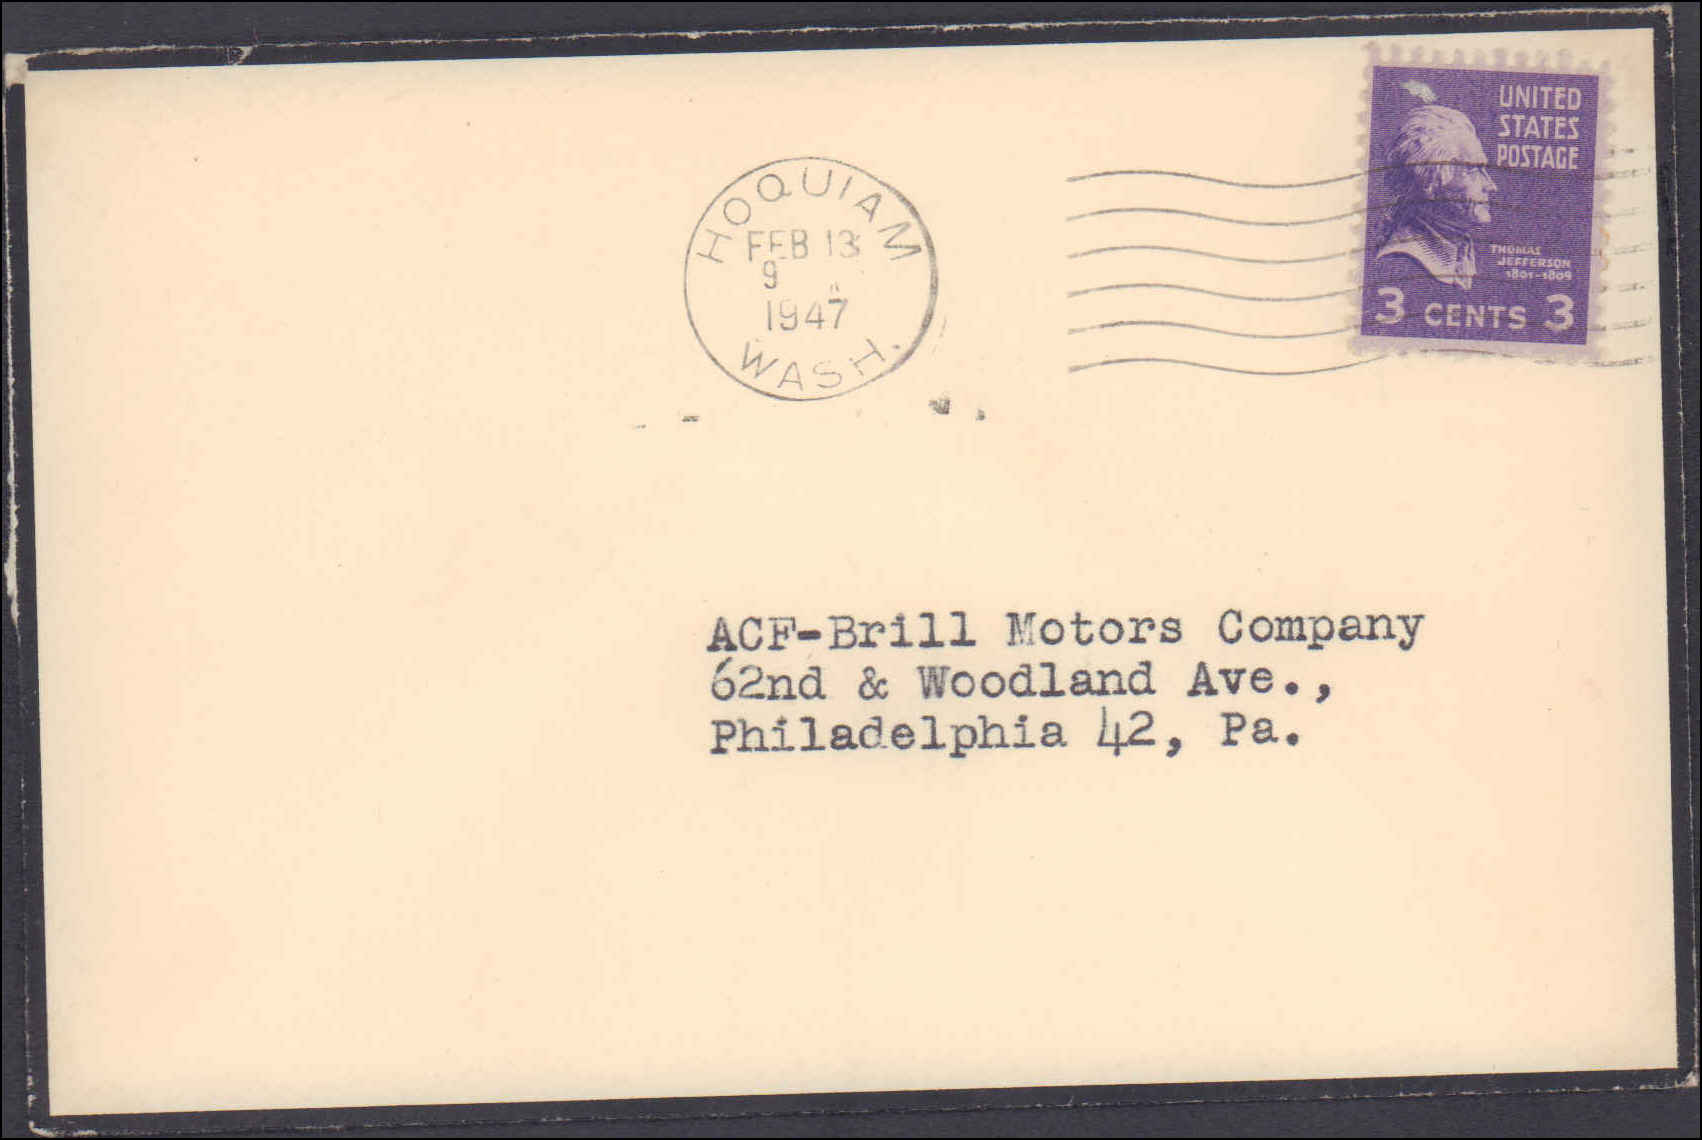 HOQUIAM
FEB 13
9 A
1947
WASH.
UNITED
STATES
POSTAGE
THOMAS
JEFFERSON
1801-1809
3 CENTS 3
ACF-Brill Motors Company
62nd & Woodland Ave.,
Philadelphia 42, Pa.